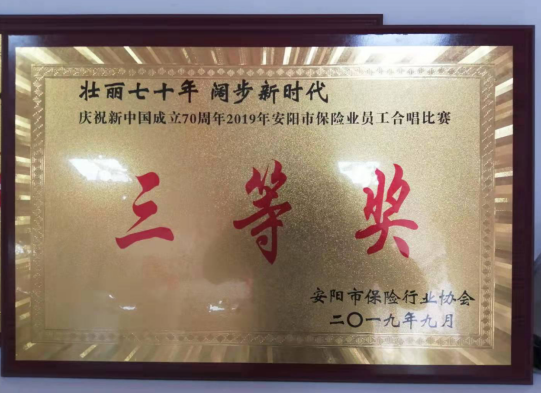 壮丽七十年 阔步新时代
庆祝新中国成立70周年2019年安阳市保险业员工合唱比赛
三等奖
安阳市保险行业协会
二〇一九年九月